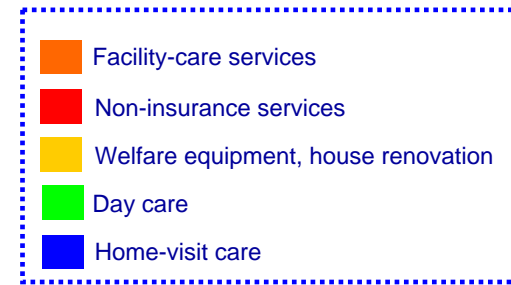 Facility-care services
Non-insurance services
Welfare equipment, house renovation
Day care
Home-visit care